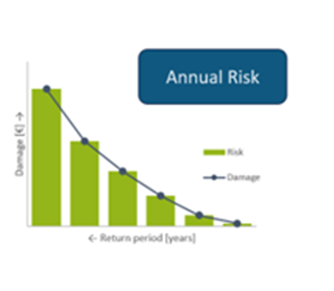 Annual Risk
Damage [€] →
Risk
Damage
← Return period [years]